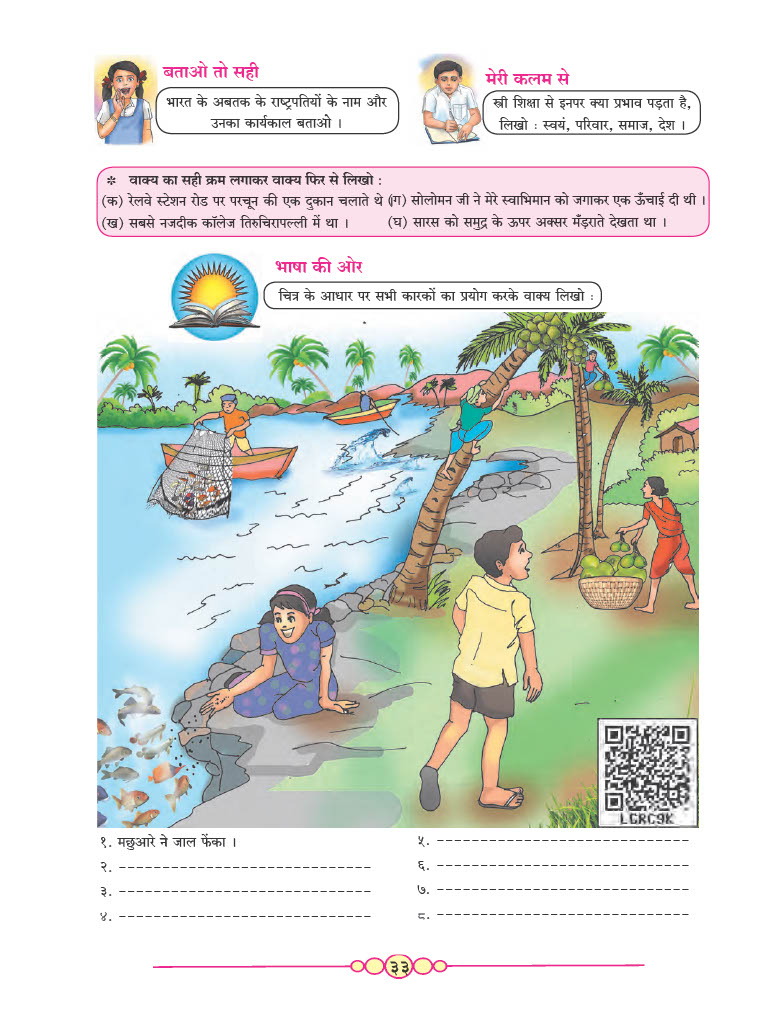 बताओ तो सही
भारत के अबतक के राष्ट्रपतियों के नाम और
उनका कार्यकाल बताओ ।
मेरी कलम से
स्त्री शिक्षा से इनपर क्या प्रभाव पड़ता है,
लिखो : स्वयं, परिवार, समाज, देश ।
❊ वाक्य का सही क्रम लगाकर वाक्य फिर से लिखो :
(क) रेलवे स्टेशन रोड पर परचून की एक दुकान चलाते थे ।
(ग) सोलोमन जी ने मेरे स्वाभिमान को जगाकर एक ऊँचाई दी थी ।
(ख) सबसे नजदीक कॉलेज तिरुचिरापल्ली में था ।
(घ) सारस को समुद्र के ऊपर अक्सर मँड़राते देखता था ।
भाषा की ओर
चित्र के आधार पर सभी कारकों का प्रयोग करके वाक्य लिखो :
LGRC9K
१. मछुआरे ने जाल फेंका ।
२. ----------------------------
३. ----------------------------
४. ----------------------------
५. ----------------------------
६. ----------------------------
७. ----------------------------
८. ----------------------------
३३